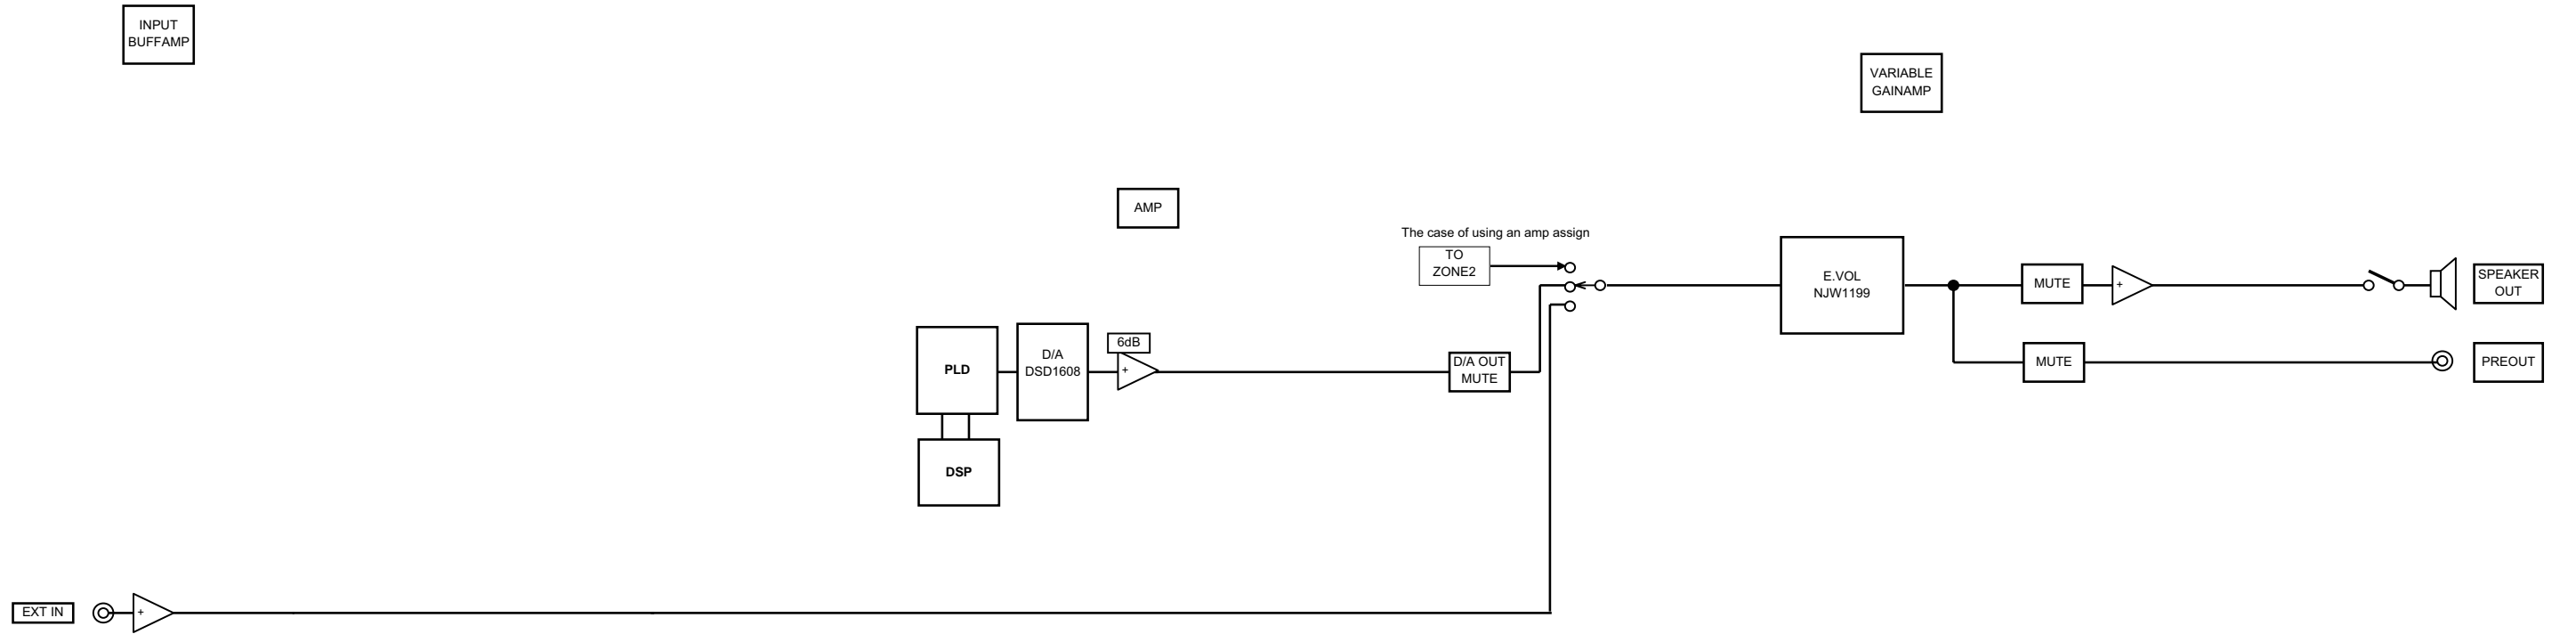 INPUT
BUFFAMP
VARIABLE
GAINAMP
AMP
The case of using an amp assign
TO
ZONE2
E.VOL
NJW1199
MUTE
+
SPEAKER
OUT
6dB
D/A
DSD1608
PLD
+
D/A OUT
MUTE
MUTE
PREOUT
DSP
EXT IN
+